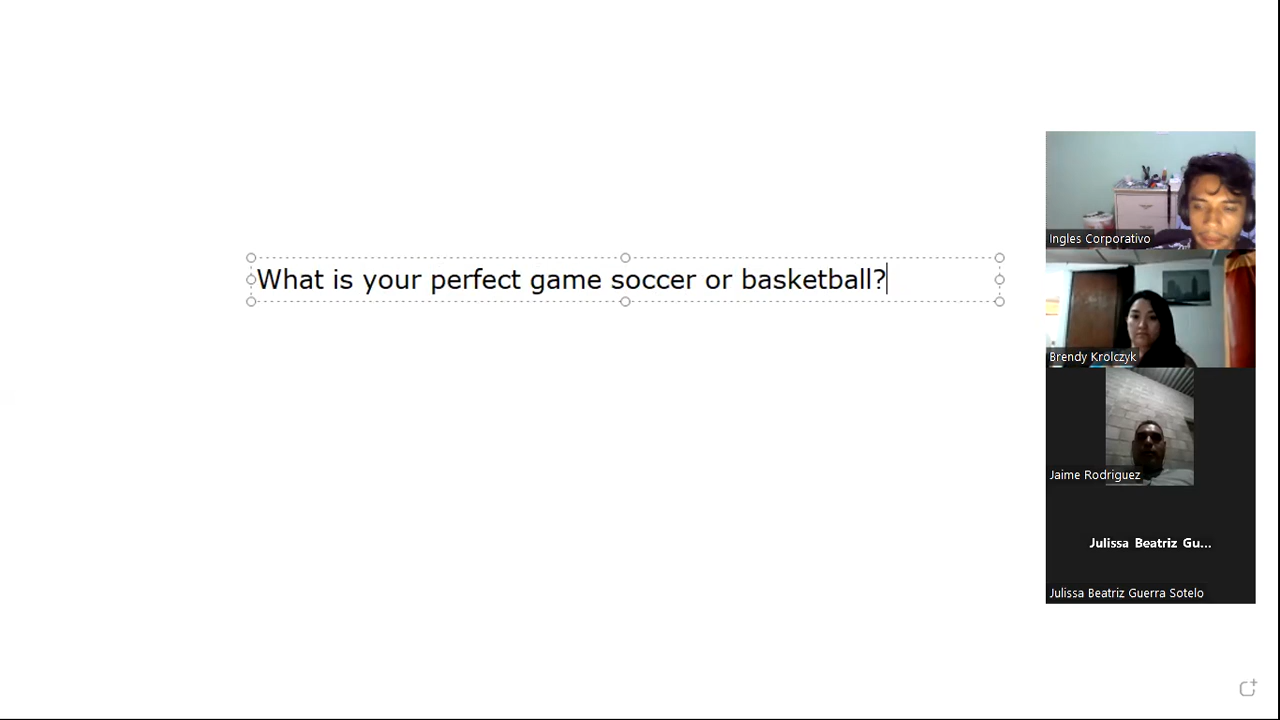 What is your perfect game soccer or basketball?
Ingles Corporativo
Brendy Krolczyk
Jaime Rodriguez
Julissa Beatriz Gu...
Julissa Beatriz Guerra Sotelo